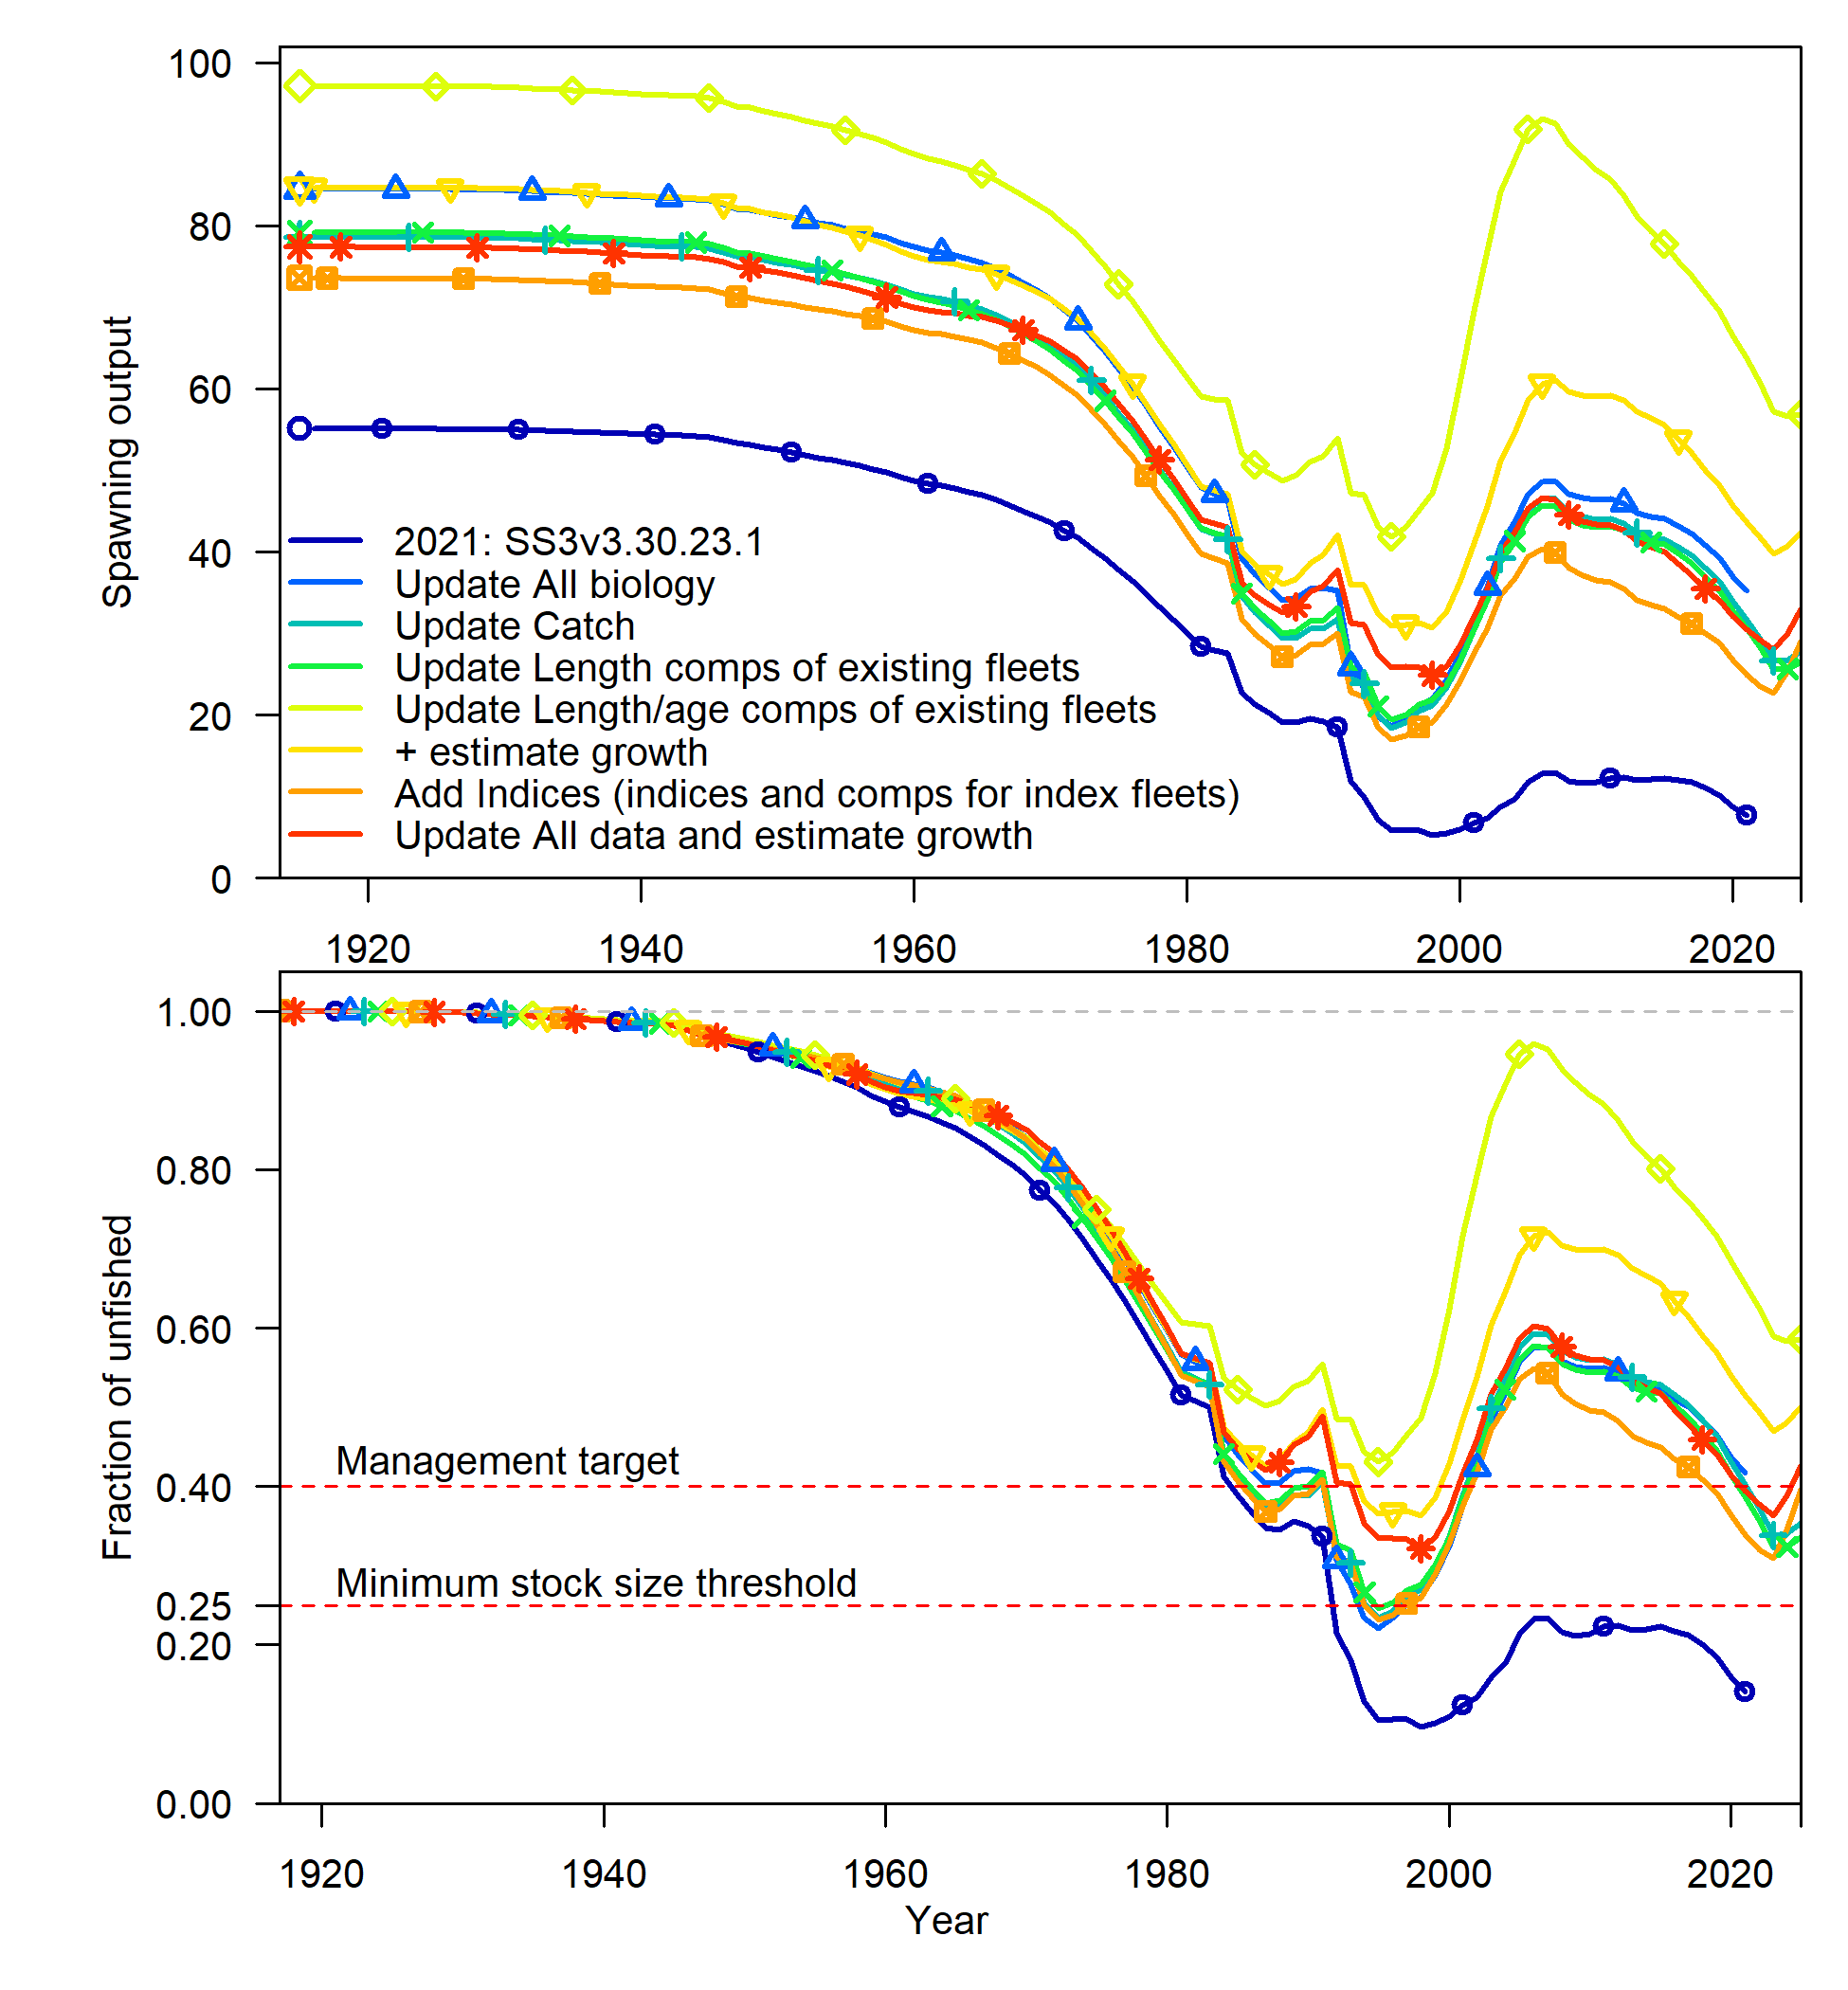 100
80
60
40
20
0
Spawning output
2021: SS3v3.30.23.1
Update All biology
Update Catch
Update Length comps of existing fleets
Update Length/age comps of existing fleets
+ estimate growth
Add Indices (indices and comps for index fleets)
Update All data and estimate growth
1920 1940 1960 1980 2000 2020
1.00
0.80
0.60
0.40
0.25
0.20
0.00
Fraction of unfished
Management target
Minimum stock size threshold
1920 1940 1960 1980 2000 2020
Year